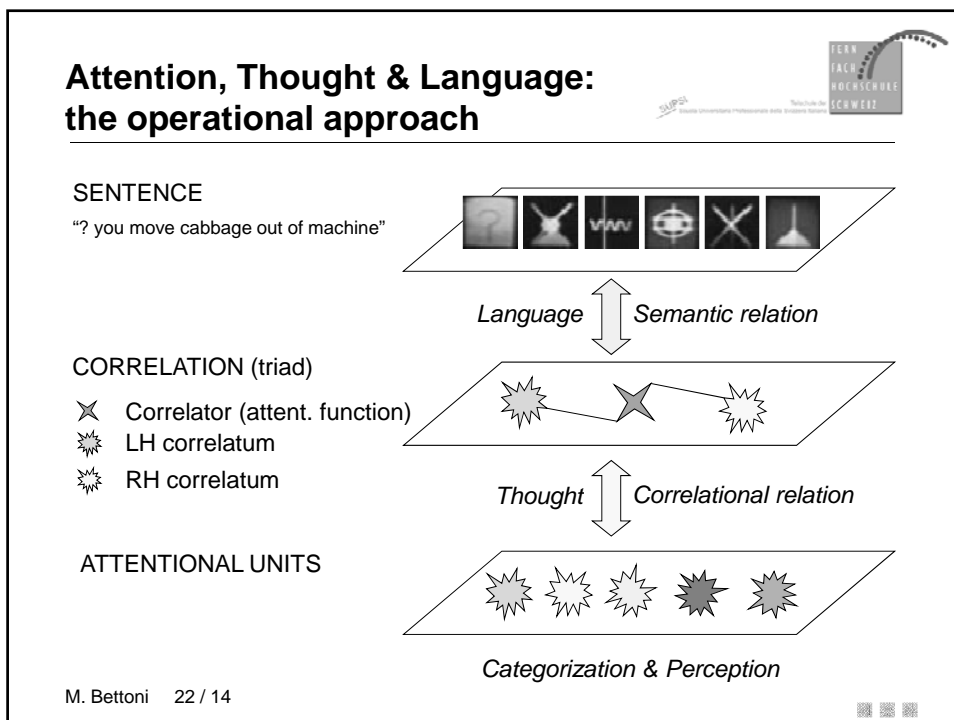 Attention, Thought & Language:
the operational approach
FERN
FACH
HOCHSCHULE
SCHWEIZ
SUPSI
SENTENCE
“? you move cabbage out of machine”
?
Language Semantic relation
CORRELATION (triad)
Correlator (attent. function)
LH correlatum
RH correlatum
Thought Correlational relation
ATTENTIONAL UNITS
Categorization & Perception
M. Bettoni 22 / 14